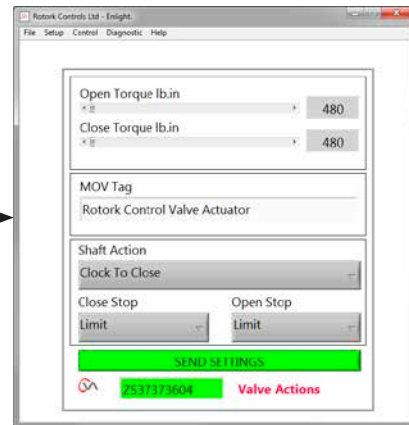 Rotork Controls Ltd - Enlight.
File Setup Control Diagnostic Help
Open Torque lb.in
480
Close Torque lb.in
480
MOV Tag
Rotork Control Valve Actuator
Shaft Action
Clock To Close
Close Stop Open Stop
Limit Limit
SEND SETTINGS
Z537373604 Valve Actions